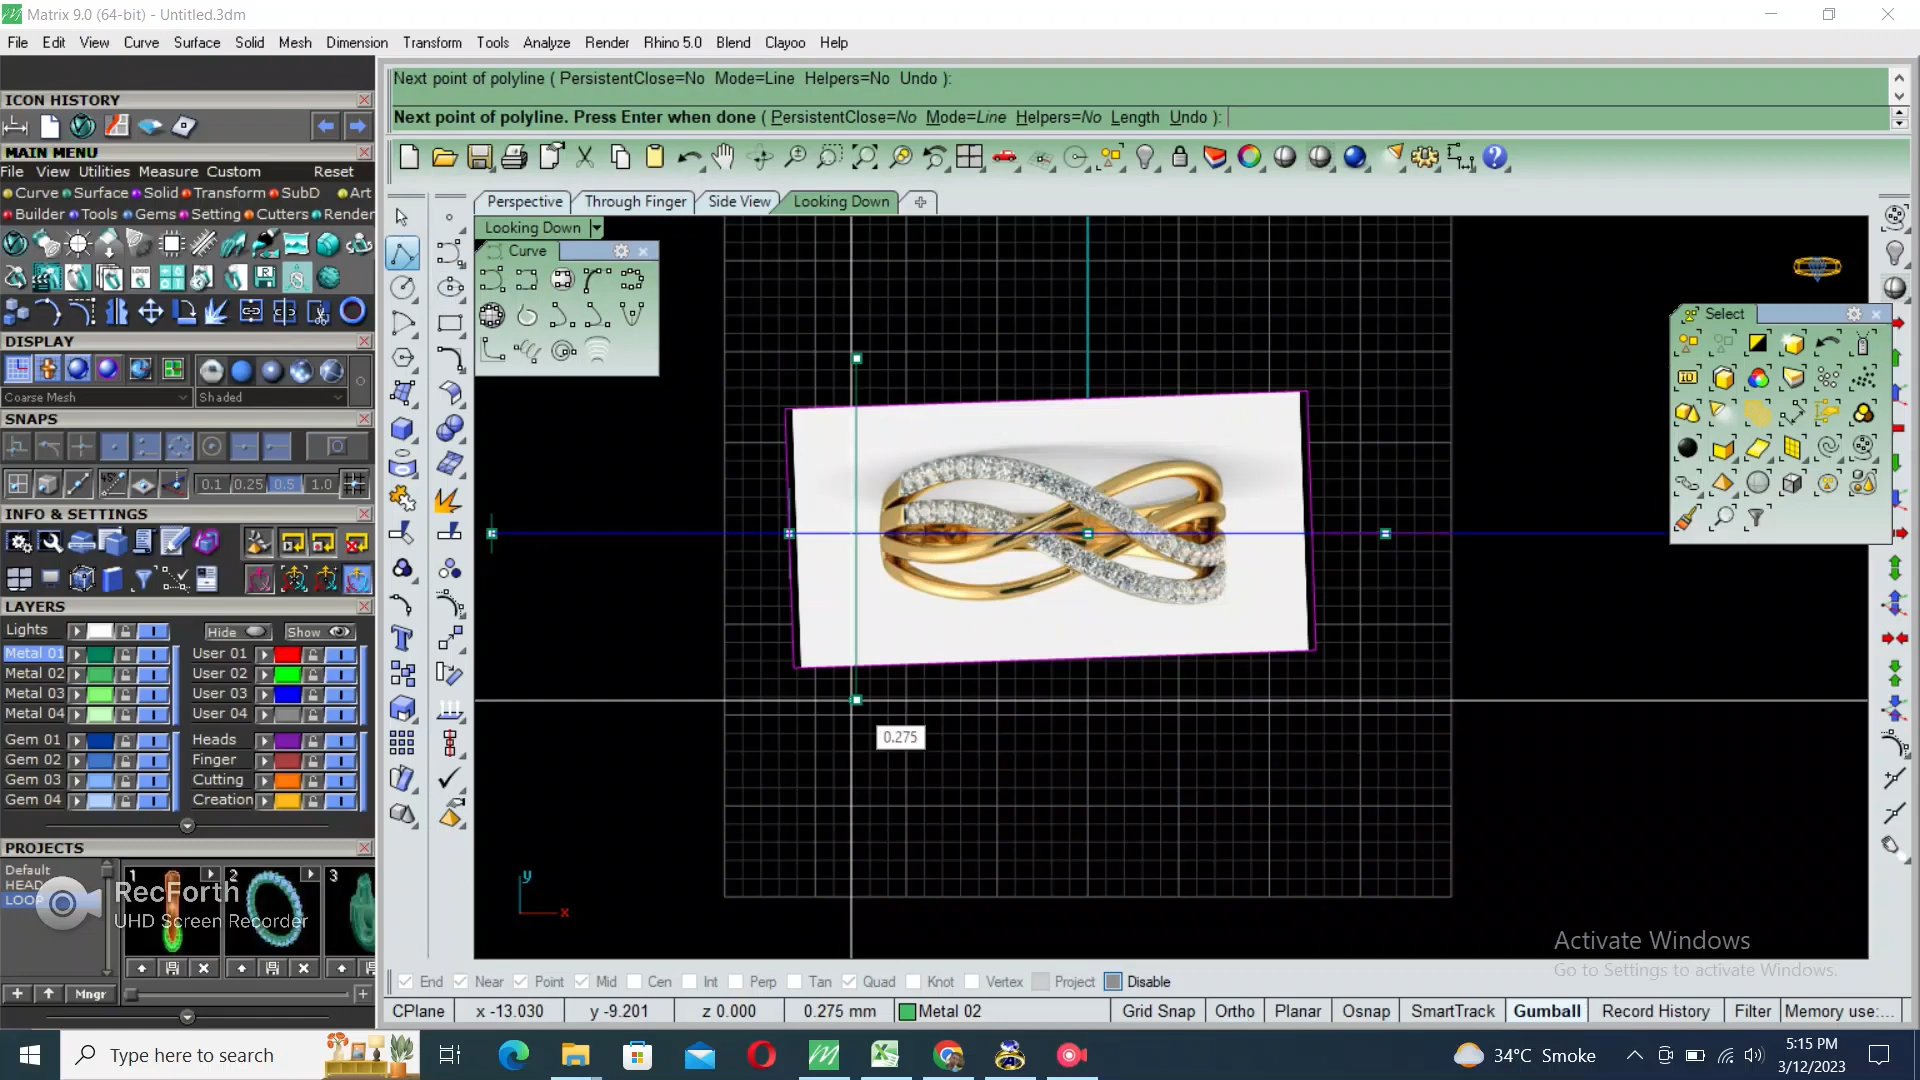 Matrix 9.0 (64-bit) - Untitled.3dm
File Edit View Curve Surface Solid Mesh Dimension Transform Tools Analyze Render Rhino 5.0 Blend Clayoo Help
Next point of polyline ( PersistentClose=No Mode=Line Helpers=No Undo ):
Next point of polyline. Press Enter when done ( PersistentClose=No Mode=Line Helpers=No Length Undo ):
ICON HISTORY
MAIN MENU
File View Utilities Measure Custom Reset
Curve Surface Solid Transform SubD Art
Builder Tools Gems Setting Cutters Render
Perspective Through Finger Side View Looking Down
Looking Down
Curve
Select
ID
LOGO
R
DISPLAY
Coarse Mesh Shaded
SNAPS
45
0.1 0.25 0.5 1.0
INFO & SETTINGS
LAYERS
Lights Hide Show
Metal 01 User 01
Metal 02 User 02
Metal 03 User 03
Metal 04 User 04
Gem 01 Heads
Gem 02 Finger
Gem 03 Cutting
Gem 04 Creation
0.275
PROJECTS
Default
HEAD
LOOP
1 2 3
RecForth
UHD Screen Recorder
Mngr
y
x
Activate Windows
Go to Settings to activate Windows.
End Near Point Mid Cen Int Perp Tan Quad Knot Vertex Project Disable
CPlane x -13.030 y -9.201 z 0.000 0.275 mm Metal 02 Grid Snap Ortho Planar Osnap SmartTrack Gumball Record History Filter Memory use:...
Type here to search
34°C Smoke
5:15 PM
3/12/2023